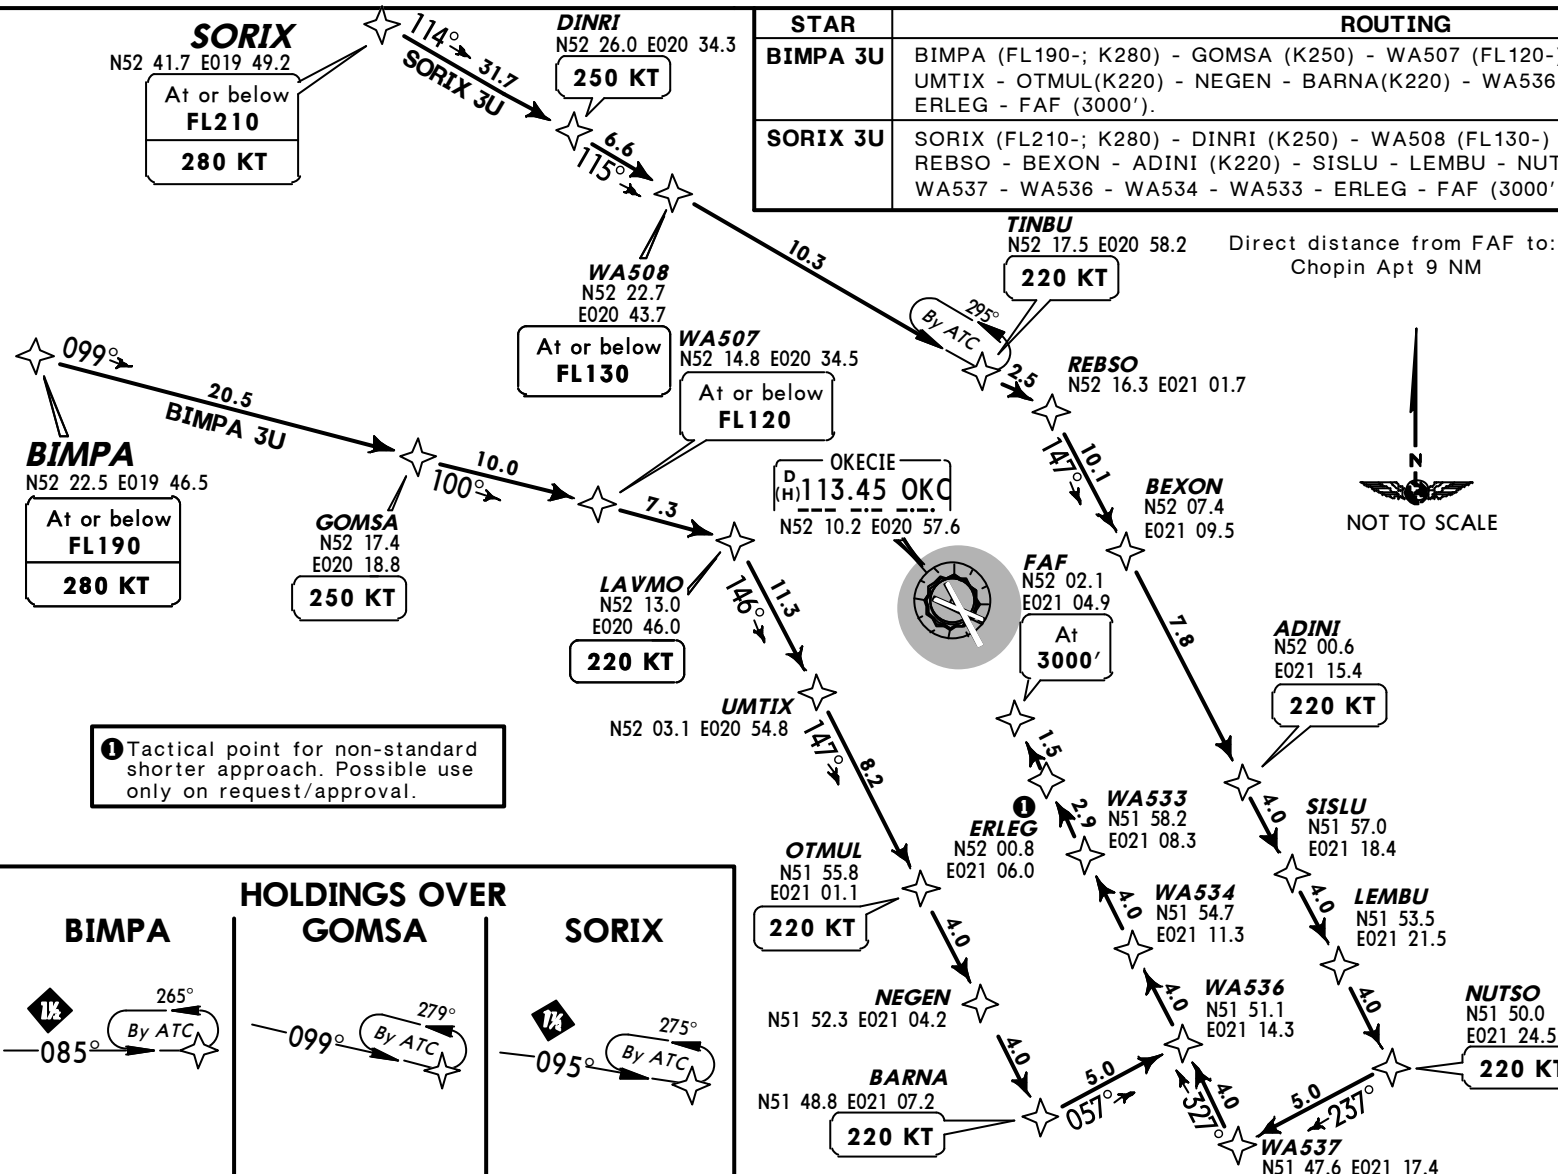 STAR ROUTING
BIMPA 3U BIMPA (FL190-; K280) - GOMSA (K250) - WA507 (FL120-)
UMTIX - OTMUL(K220) - NEGEN - BARNA(K220) - WA536
ERLEG - FAF (3000').
SORIX 3U SORIX (FL210-; K280) - DINRI (K250) - WA508 (FL130-)
REBSO - BEXON - ADINI (K220) - SISLU - LEMBU - NUT
WA537 - WA536 - WA534 - WA533 - ERLEG - FAF (3000'
SORIX
N52 41.7 E019 49.2
At or below
FL210
280 KT
114°
31.7
SORIX 3U
DINRI
N52 26.0 E020 34.3
250 KT
6.6
115°
WA508
N52 22.7
E020 43.7
At or below
FL130
10.3
TINBU
N52 17.5 E020 58.2
220 KT
295°
By ATC
Direct distance from FAF to:
Chopin Apt 9 NM
2.5
REBSO
N52 16.3 E021 01.7
147°
10.1
BEXON
N52 07.4
E021 09.5
N
NOT TO SCALE
7.8
ADINI
N52 00.6
E021 15.4
220 KT
4.0
SISLU
N51 57.0
E021 18.4
4.0
LEMBU
N51 53.5
E021 21.5
4.0
NUTSO
N51 50.0
E021 24.5
220 KT
5.0
237°
WA537
N51 47.6 E021 17.4
4.0
327°
099°
20.5
BIMPA 3U
BIMPA
N52 22.5 E019 46.5
At or below
FL190
280 KT
GOMSA
N52 17.4
E020 18.8
250 KT
10.0
100°
WA507
N52 14.8 E020 34.5
At or below
FL120
7.3
LAVMO
N52 13.0
E020 46.0
220 KT
146°
11.3
OKECIE
D
(H) 113.45 OKC
N52 10.2 E020 57.6
UMTIX
N52 03.1 E020 54.8
147°
8.2
OTMUL
N51 55.8
E021 01.1
220 KT
4.0
NEGEN
N51 52.3 E021 04.2
4.0
BARNA
N51 48.8 E021 07.2
220 KT
5.0
057°
WA536
N51 51.1
E021 14.3
4.0
WA534
N51 54.7
E021 11.3
4.0
WA533
N51 58.2
E021 08.3
2.9
1
ERLEG
N52 00.8
E021 06.0
1.5
FAF
N52 02.1
E021 04.9
At
3000'
1 Tactical point for non-standard
shorter approach. Possible use
only on request/approval.
HOLDINGS OVER
BIMPA GOMSA SORIX
1½
265°
By ATC
085°
279°
By ATC
099°
1½
275°
By ATC
095°